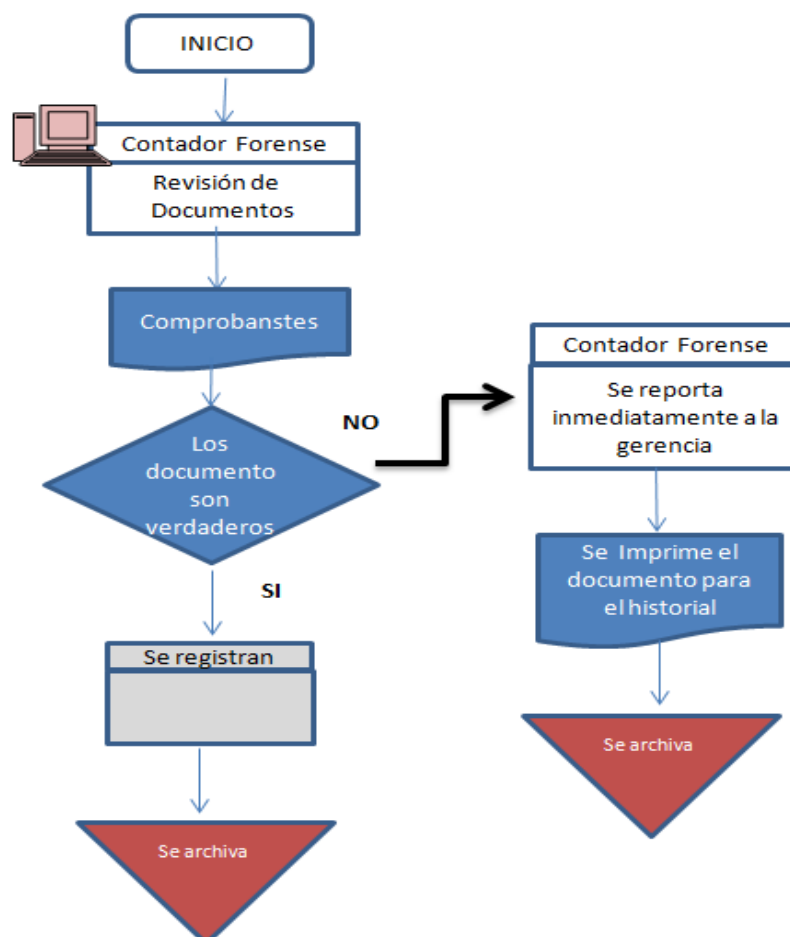 INICIO
Contador Forense
Revisión de
Documentos
Comprobanstes
Los
documento
son
verdaderos
NO
SI
Se registran
Se archiva
Contador Forense
Se reporta
inmediatamente a la
gerencia
Se Imprime el
documento para
el historial
Se archiva